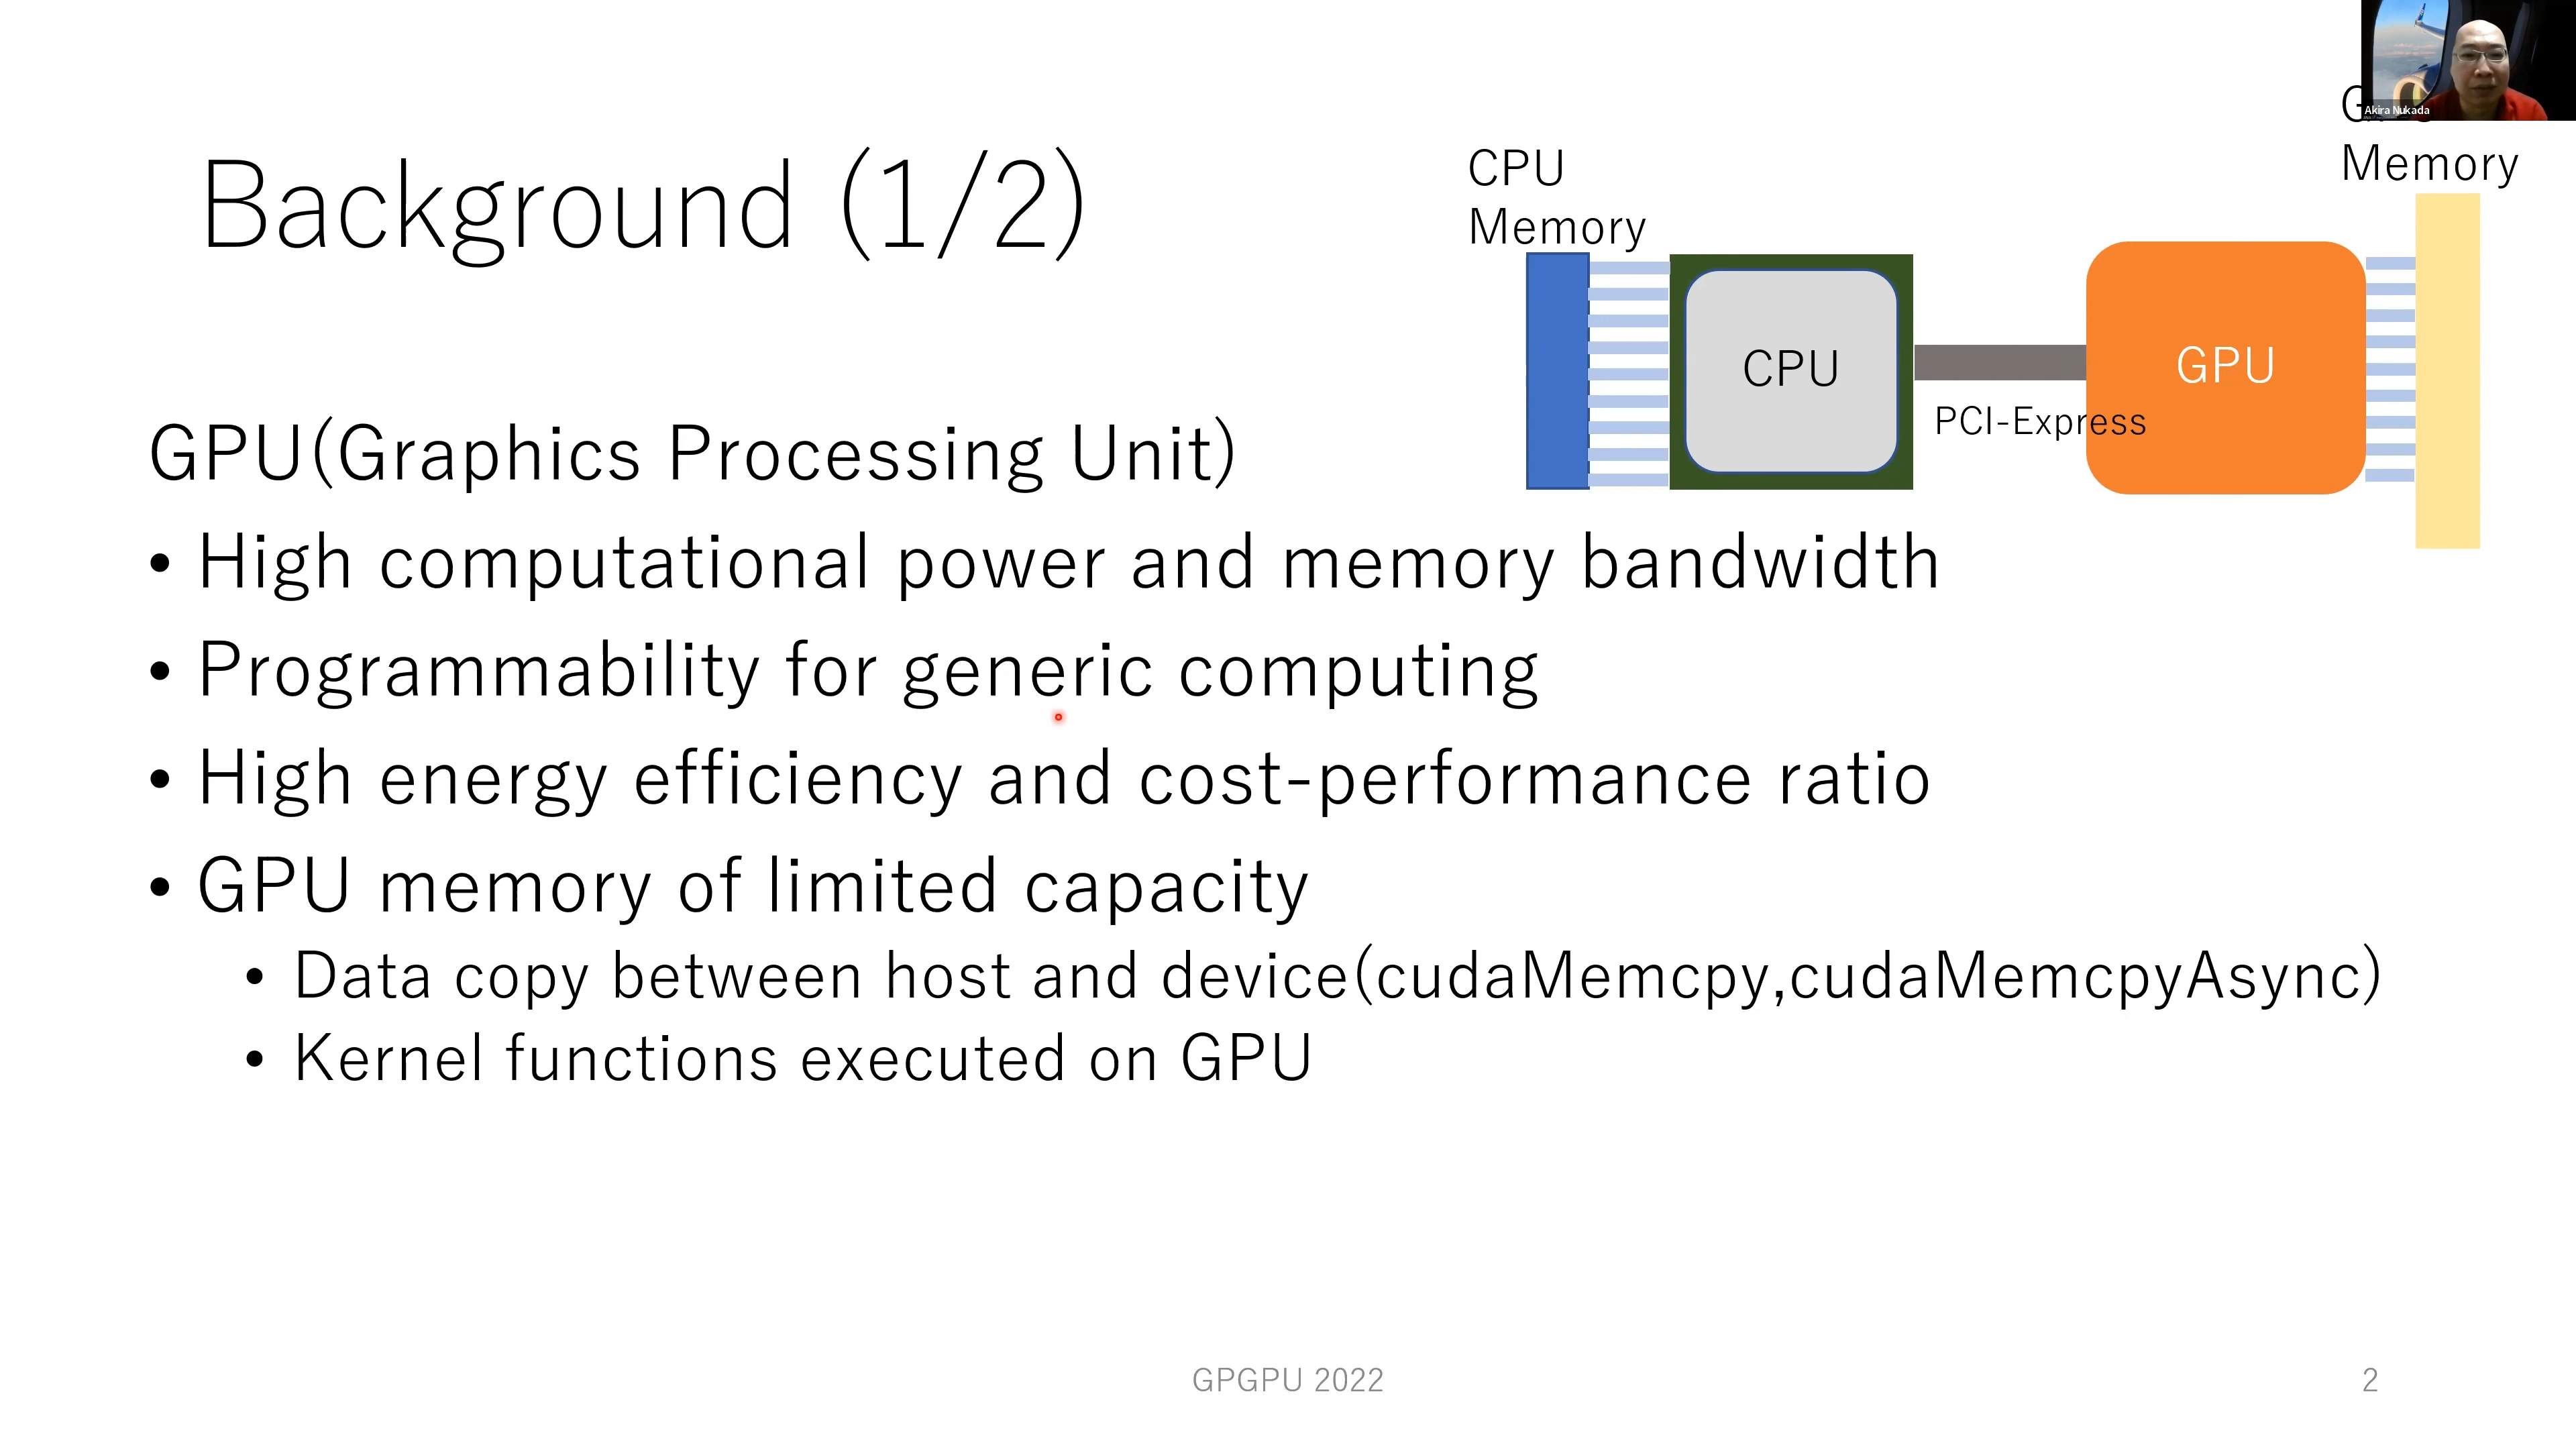 Akira Nukada
Background (1/2)
CPU
Memory
Memory
CPU
GPU
PCI-Express
GPU(Graphics Processing Unit)
• High computational power and memory bandwidth
• Programmability for generic computing
• High energy efficiency and cost-performance ratio
• GPU memory of limited capacity
• Data copy between host and device(cudaMemcpy,cudaMemcpyAsync)
• Kernel functions executed on GPU
GPGPU 2022
2